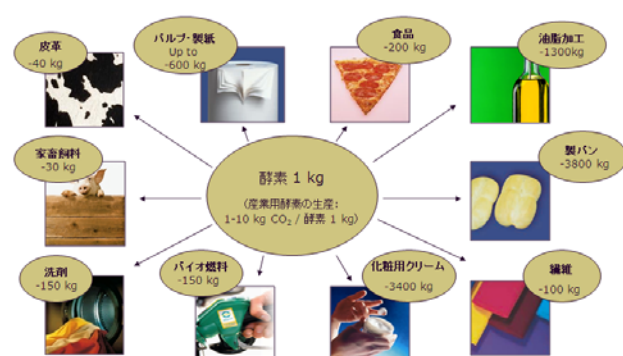 皮革
-40 kg
パルプ・製紙
Up to
-600 kg
食品
-200 kg
油脂加工
-1300kg
家畜飼料
-30 kg
酵素 1 kg
(産業用酵素の生産:
1-10 kg CO₂ / 酵素 1 kg)
製パン
-3800 kg
洗剤
-150 kg
バイオ燃料
-150 kg
化粧用クリーム
-3400 kg
繊維
-100 kg